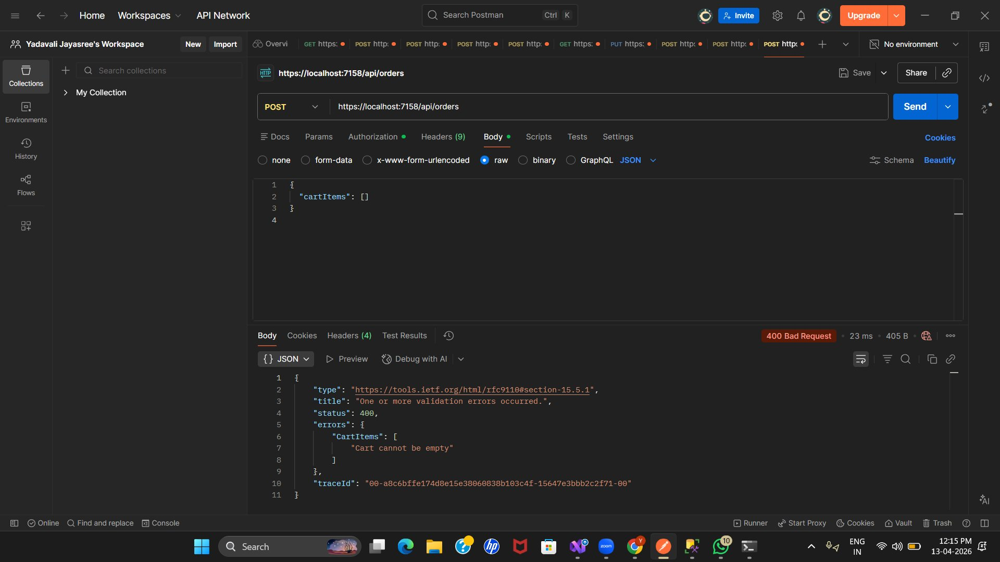 Home Workspaces API Network Search Postman Ctrl K Invite Upgrade
Yadavali Jayasree's Workspace New Import Overvi GET https: POST http: POST http: POST http: POST http: GET https: PUT https: POST https POST https POST https No environment
Collections
Environments
History
Flows
Search collections
My Collection
HTTP https://localhost:7158/api/orders Save Share
POST https://localhost:7158/api/orders Send
Docs Params Authorization Headers (9) Body Scripts Tests Settings Cookies
none form-data x-www-form-urlencoded raw binary GraphQL JSON Schema Beautify
1 {
2 "cartItems": []
3 }
4
Body Cookies Headers (4) Test Results 400 Bad Request 23 ms 405 B
{} JSON Preview Debug with AI
1 {
2 "type": "https://tools.ietf.org/html/rfc9110#section-15.5.1",
3 "title": "One or more validation errors occurred.",
4 "status": 400,
5 "errors": {
6 "CartItems": [
7 "Cart cannot be empty"
8 ]
9 },
10 "traceId": "00-a8c6bffe174d8e15e38060838b103c4f-15647e3bbb2c2f71-00"
11 }
AI
Online Find and replace Console Runner Start Proxy Cookies Vault Trash
Search hp zoom Y 10 ENG 12:15 PM
IN 13-04-2026